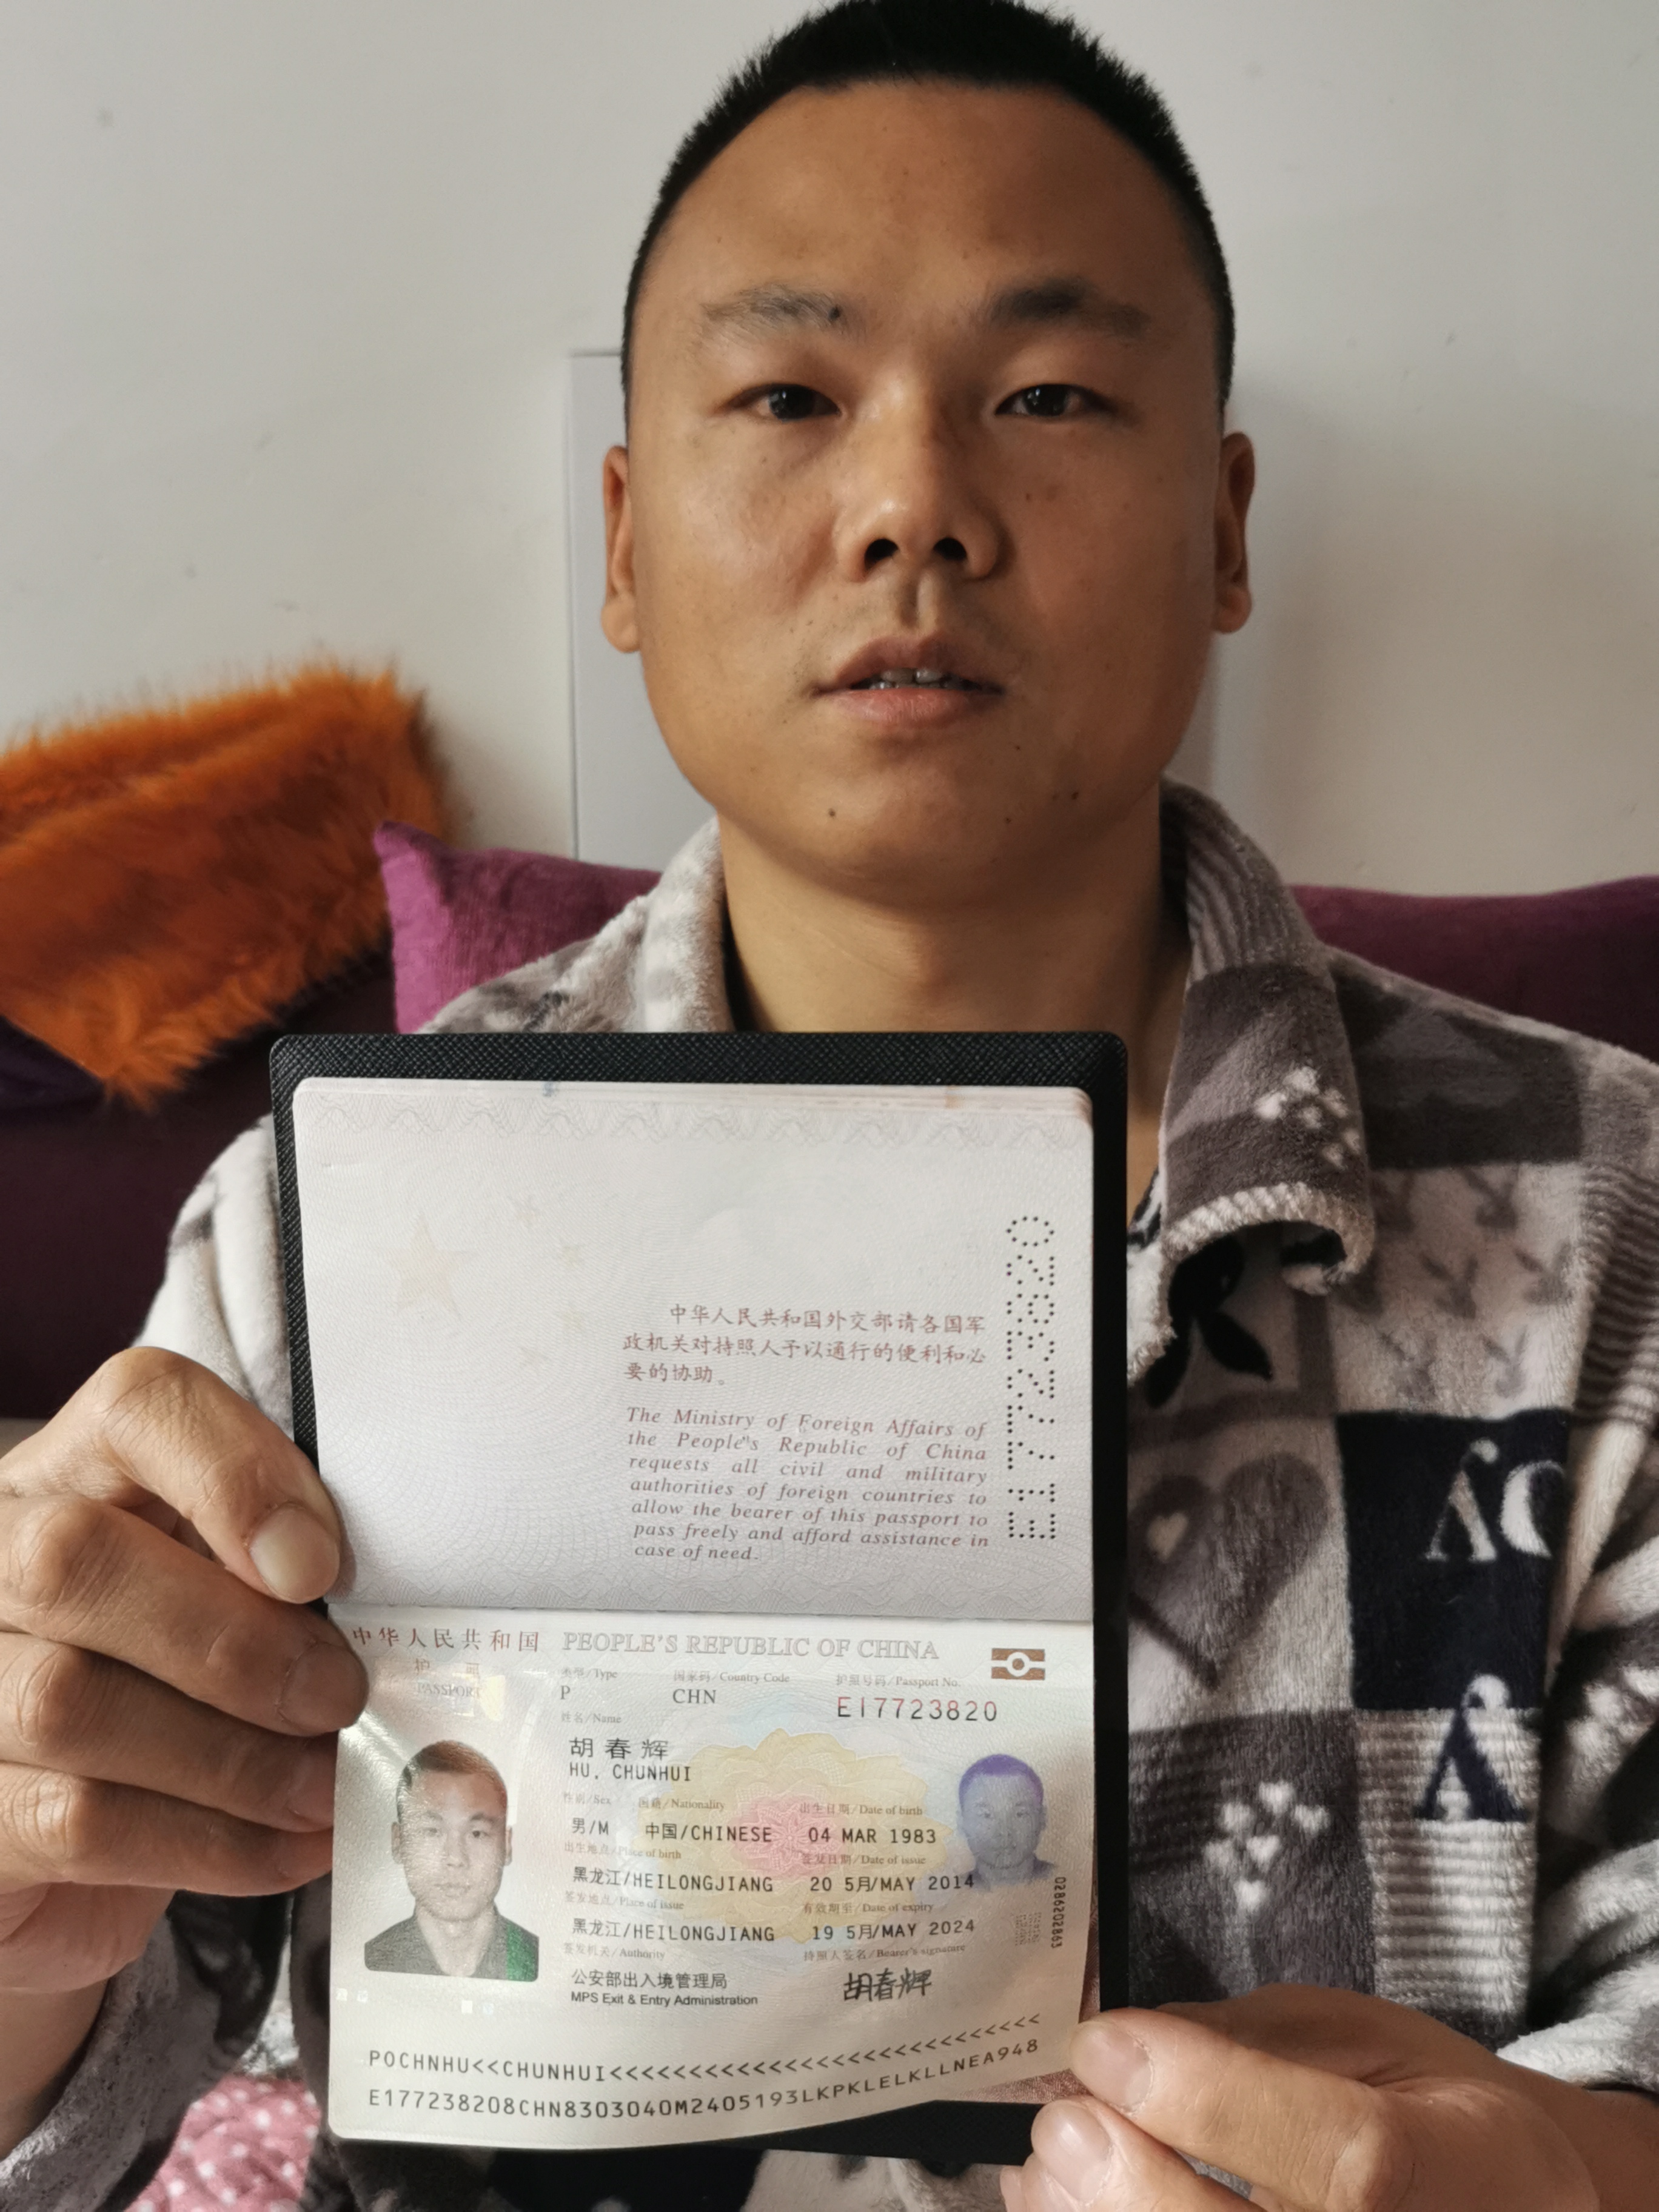 E17723820
中华人民共和国外交部请各国军
政机关对持照人予以通行的便利和必
要的协助。
The Ministry of Foreign Affairs of
the People's Republic of China
requests all civil and military
authorities of foreign countries to
allow the bearer of this passport to
pass freely and afford assistance in
case of need.
中华人民共和国 PEOPLE'S REPUBLIC OF CHINA
护照
PASSPORT
类型/Type 国家码/Country Code 护照号码/Passport No.
P CHN E17723820
姓名/Name
胡春辉
HU, CHUNHUI
性别/Sex 国籍/Nationality 出生日期/Date of birth
男/M 中国/CHINESE 04 MAR 1983
出生地点/Place of birth 签发日期/Date of issue
黑龙江/HEILONGJIANG 20 5月/MAY 2014
签发地点/Place of issue 有效期至/Date of expiry
黑龙江/HEILONGJIANG 19 5月/MAY 2024
签发机关/Authority 持照人签名/Bearer's signature
公安部出入境管理局 胡春辉
MPS Exit & Entry Administration
POCHNHU<<CHUNHUI<<<<<<<<<<<<<<<<<<<<<<<<<<<<
E177238208CHN8303040M2405193LKPKLELKLLNEA948